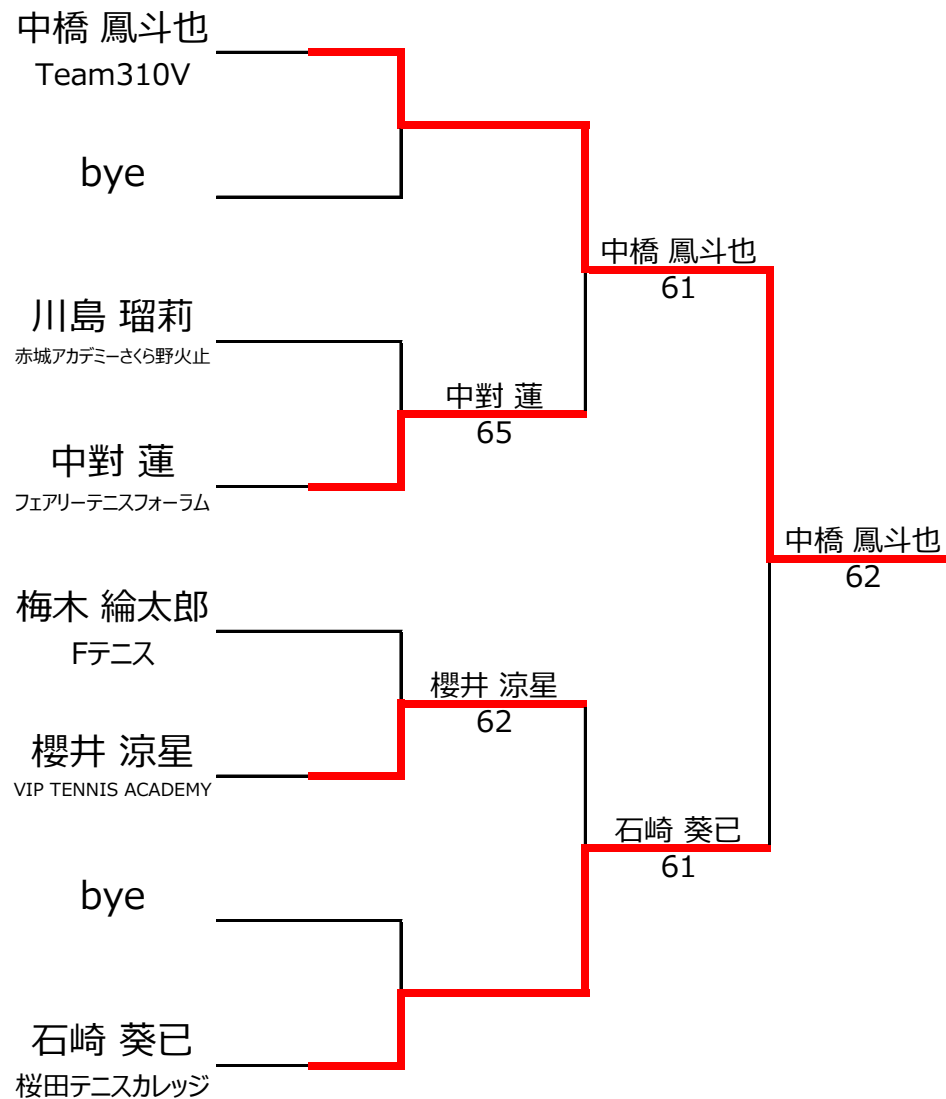 中橋 鳳斗也
Team310V
bye
川島 瑠莉
赤城アカデミーさくら野火止
中對 蓮
フェアリーテニスフォーラム
梅木 綸太郎
Fテニス
櫻井 涼星
VIP TENNIS ACADEMY
bye
石崎 葵已
桜田テニスカレッジ
中對 蓮
65
櫻井 涼星
62
中橋 鳳斗也
61
石崎 葵已
61
中橋 鳳斗也
62